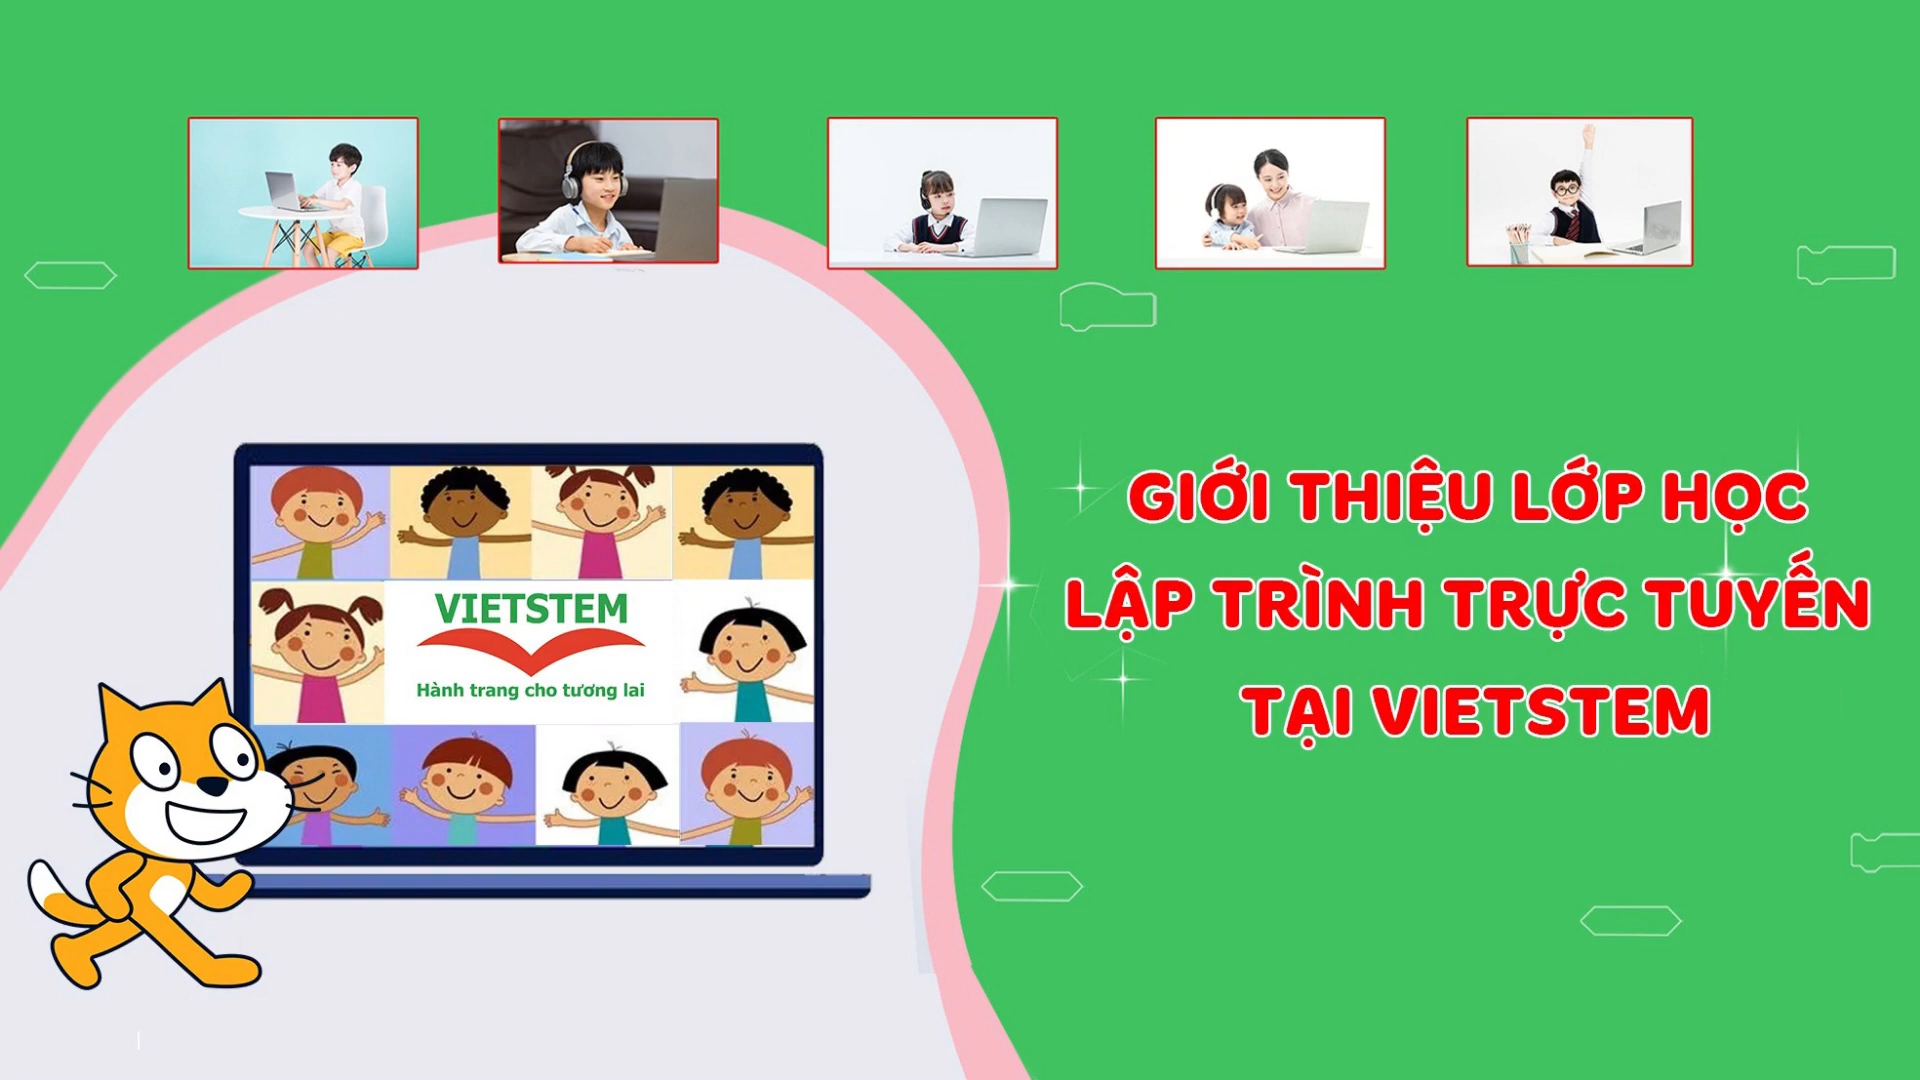 VIETSTEM
Hành trang cho tương lai
GIỚI THIỆU LỚP HỌC
LẬP TRÌNH TRỰC TUYẾN
TẠI VIETSTEM